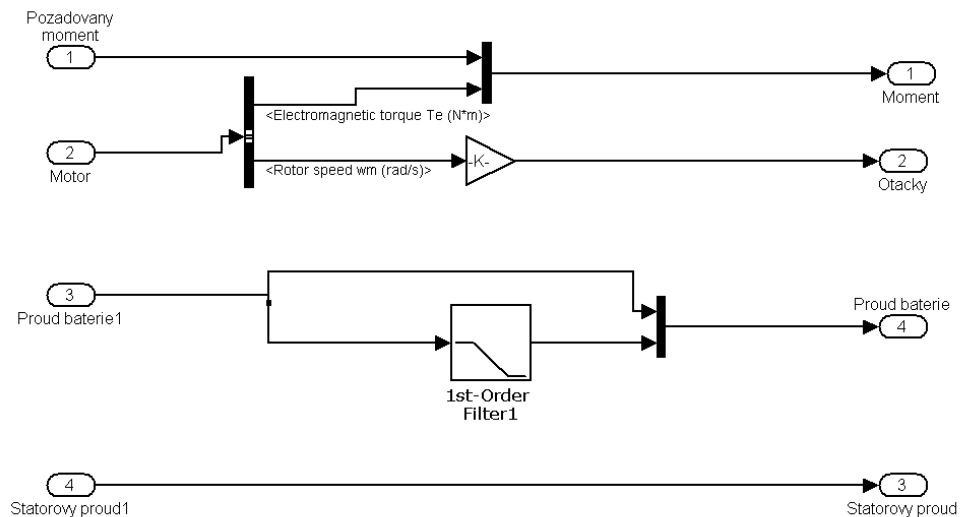 Pozadovany
moment
1
1
Moment
<Electromagnetic torque Te (N*m)>
2
Motor
-K-
2
Otacky
<Rotor speed wm (rad/s)>
3
Proud baterie1
Proud baterie
4
1st-Order
Filter1
4
Statorovy proud1
3
Statorovy proud